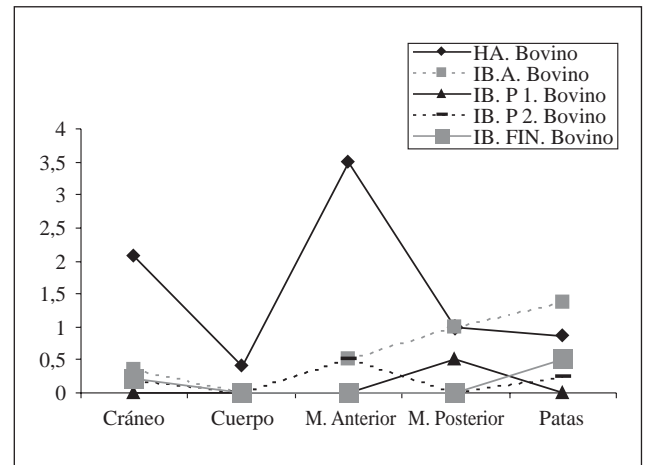 HA. Bovino
IB.A. Bovino
IB. P 1. Bovino
IB. P 2. Bovino
IB. FIN. Bovino
4
3,5
3
2,5
2
1,5
1
0,5
0
Cráneo Cuerpo M. Anterior M. Posterior Patas